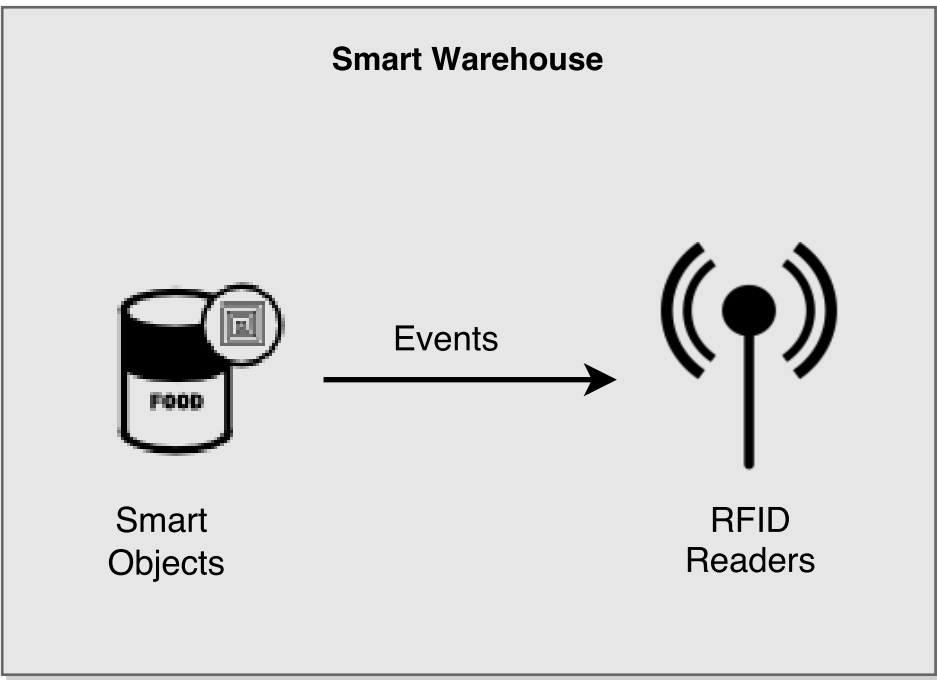 Smart Warehouse
Events
FOOD
Smart
Objects
RFID
Readers